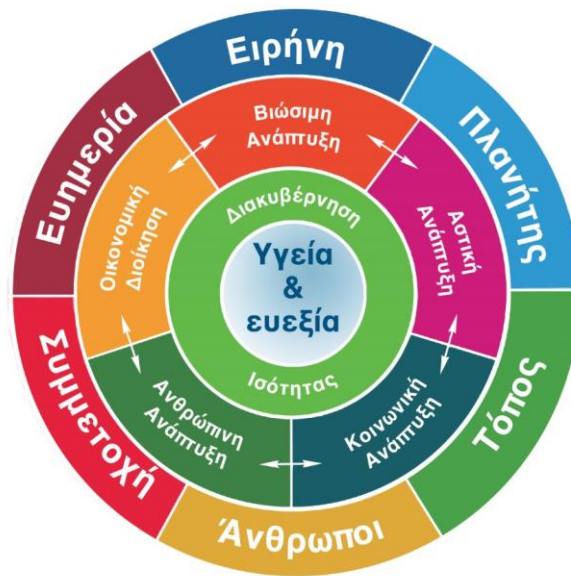 Ειρήνη
Πλανήτης
Τόπος
Άνθρωποι
Συμμετοχή
Ευημερία
Βιώσιμη
Ανάπτυξη
Αστική
Ανάπτυξη
Κοινωνική
Ανάπτυξη
Ανθρώπινη
Ανάπτυξη
Οικονομική
Διοίκηση
Διακυβέρνηση
Ισότητας
Υγεία
&
ευεξία